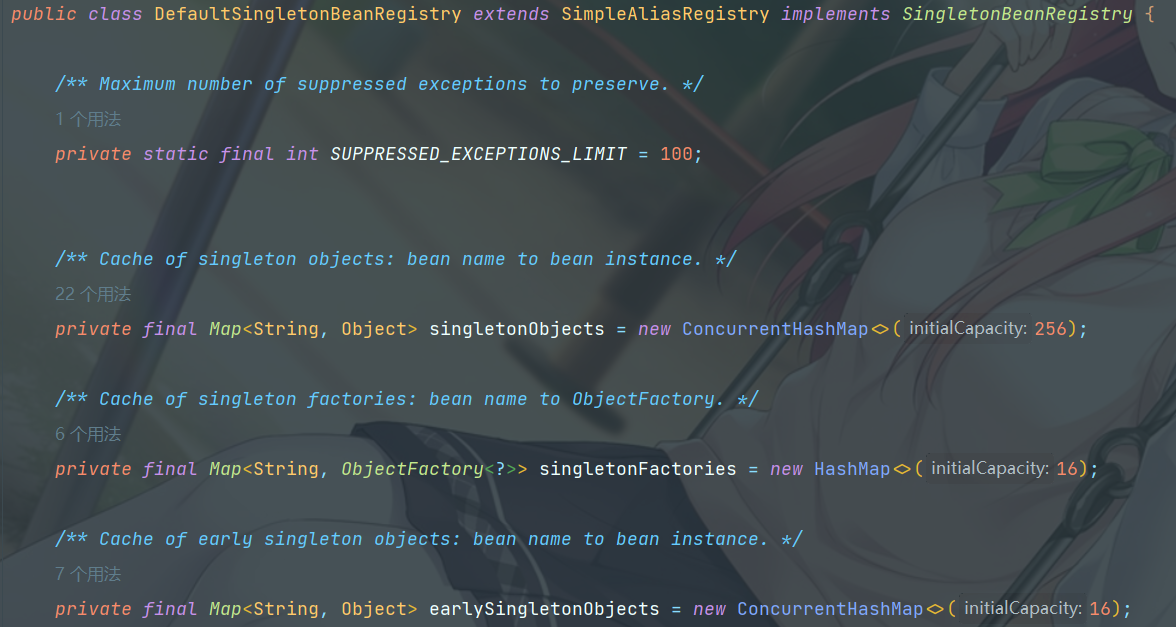 public class DefaultSingletonBeanRegistry extends SimpleAliasRegistry implements SingletonBeanRegistry {
/** Maximum number of suppressed exceptions to preserve. */
1 个用法
private static final int SUPPRESSED_EXCEPTIONS_LIMIT = 100;
/** Cache of singleton objects: bean name to bean instance. */
22 个用法
private final Map<String, Object> singletonObjects = new ConcurrentHashMap<>( initialCapacity: 256);
/** Cache of singleton factories: bean name to ObjectFactory. */
6 个用法
private final Map<String, ObjectFactory<?>> singletonFactories = new HashMap<>( initialCapacity: 16);
/** Cache of early singleton objects: bean name to bean instance. */
7 个用法
private final Map<String, Object> earlySingletonObjects = new ConcurrentHashMap<>( initialCapacity: 16);